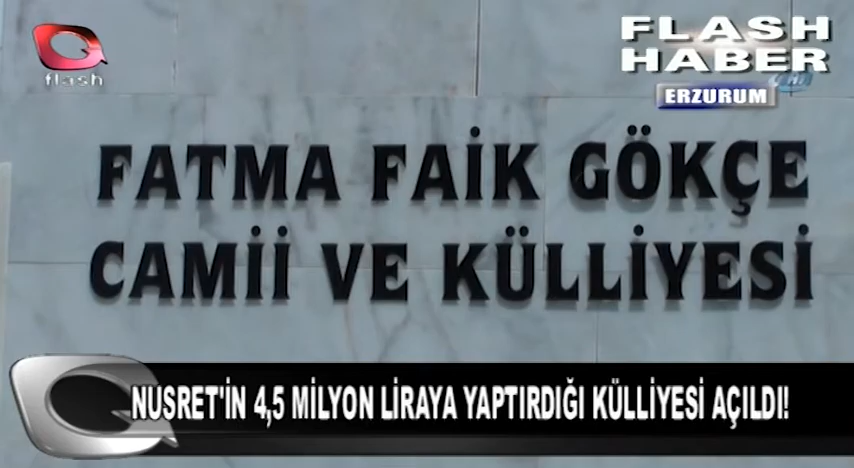 flash
FLASH
HABER
ERZURUM
FATMA FAİK GÖKÇE
CAMİİ VE KÜLLİYESİ
NUSRET'İN 4,5 MİLYON LİRAYA YAPTIRDIĞI KÜLLİYESİ AÇILDI!